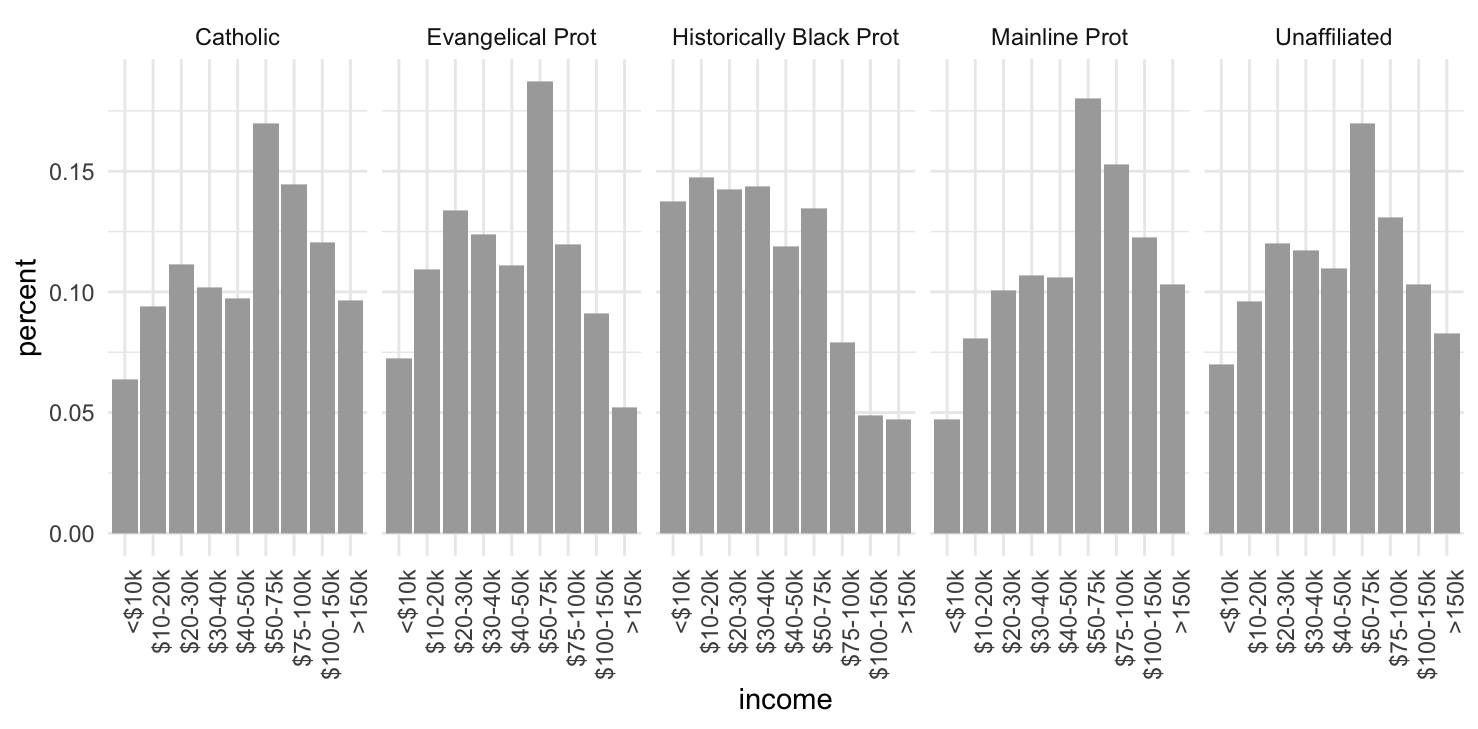 Catholic
Evangelical Prot
Historically Black Prot
Mainline Prot
Unaffiliated
percent
0.15
0.10
0.05
0.00
<$10k
$10-20k
$20-30k
$30-40k
$40-50k
$50-75k
$75-100k
$100-150k
>150k
<$10k
$10-20k
$20-30k
$30-40k
$40-50k
$50-75k
$75-100k
$100-150k
>150k
<$10k
$10-20k
$20-30k
$30-40k
$40-50k
$50-75k
$75-100k
$100-150k
>150k
<$10k
$10-20k
$20-30k
$30-40k
$40-50k
$50-75k
$75-100k
$100-150k
>150k
<$10k
$10-20k
$20-30k
$30-40k
$40-50k
$50-75k
$75-100k
$100-150k
>150k
income